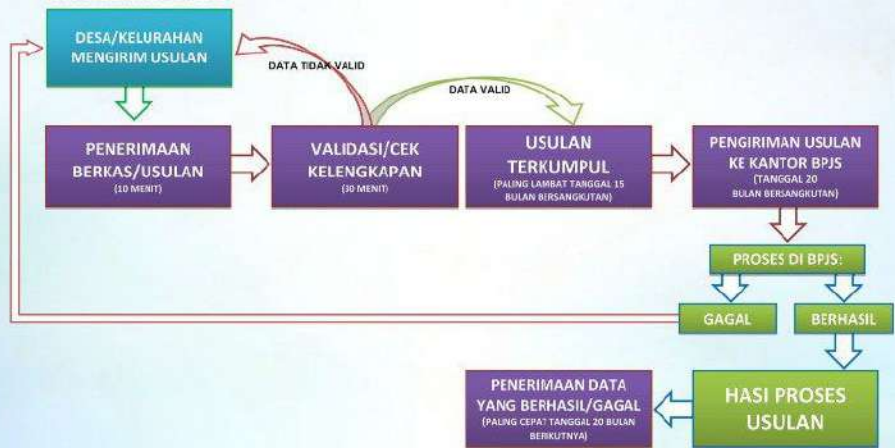 DESA/KELURAHAN
MENGIRIM USULAN
DATA TIDAK VALID
DATA VALID
PENERIMAAN
BERKAS/USULAN
(10 MENIT)
VALIDASI/CEK
KELENGKAPAN
(30 MENIT)
USULAN
TERKUMPUL
(PALING LAMBAT TANGGAL 15
BULAN BERSANGKUTAN)
PENGIRIMAN USULAN
KE KANTOR BPJS
(TANGGAL 20
BULAN BERSANGKUTAN)
PROSES DI BPJS:
GAGAL
BERHASIL
PENERIMAAN DATA
YANG BERHASIL/GAGAL
(PALING CEPAT TANGGAL 20 BULAN
BERIKUTNYA)
HASI PROSES
USULAN